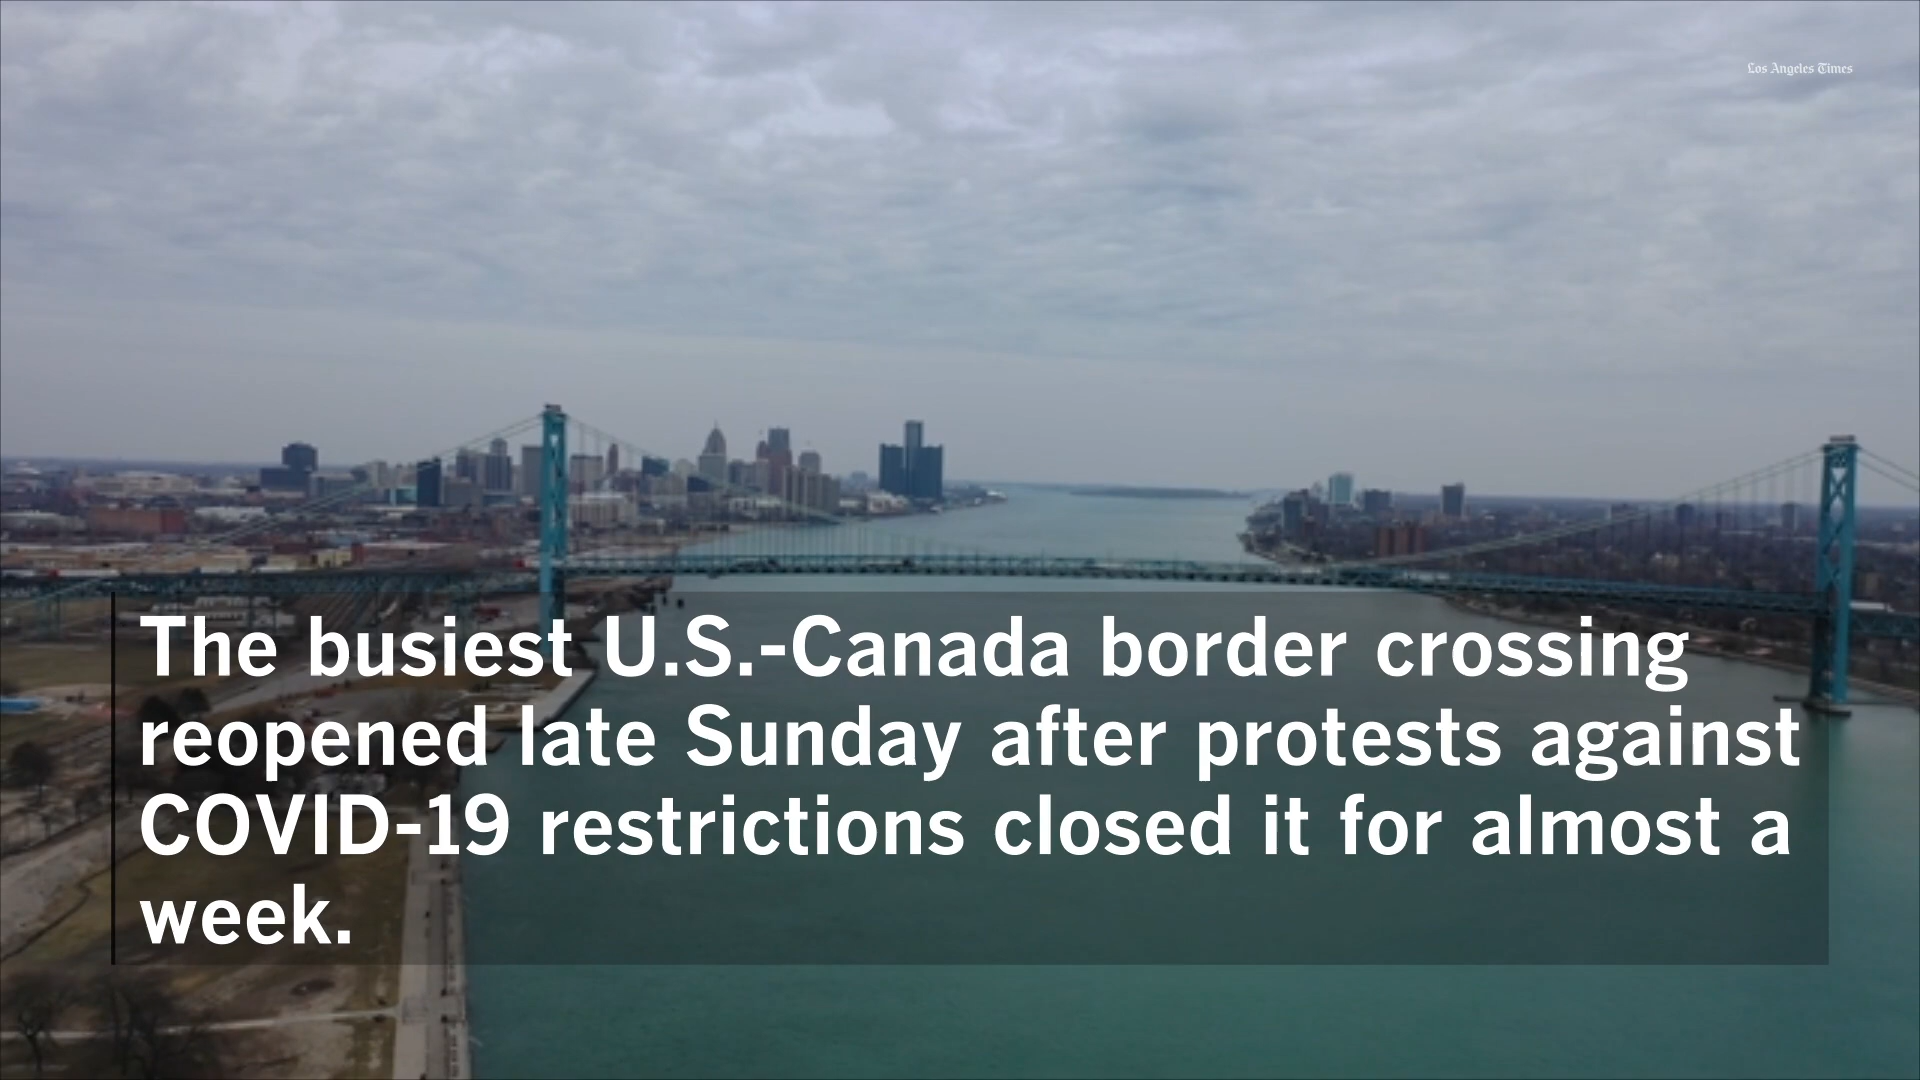 Los Angeles Times
The busiest U.S.-Canada border crossing
reopened late Sunday after protests against
COVID-19 restrictions closed it for almost a
week.